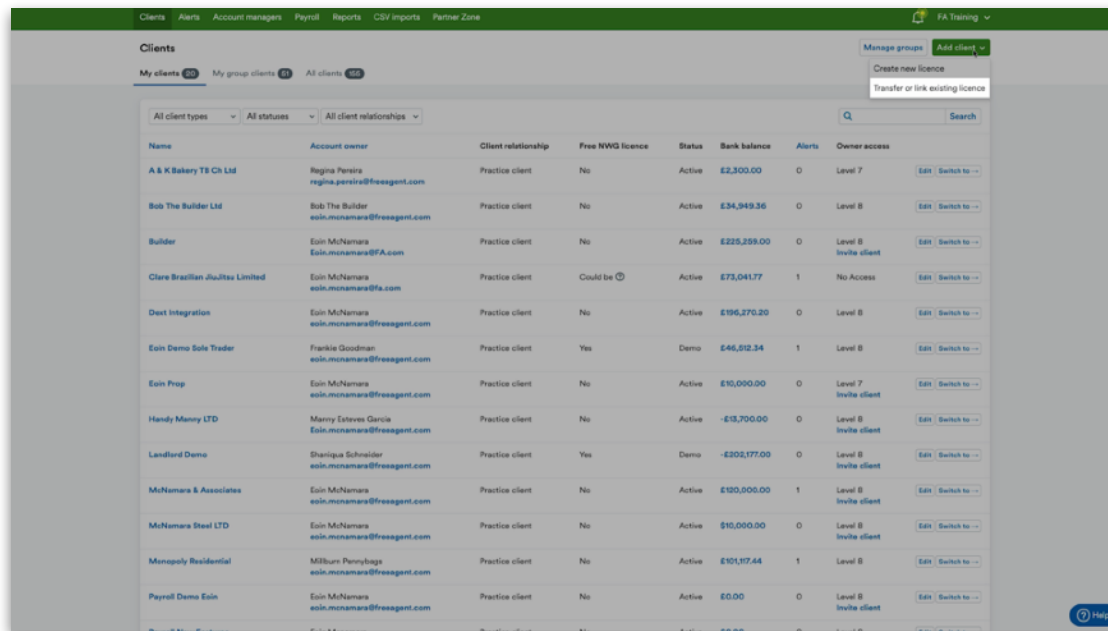 Clients Alerts Account managers Payroll Reports CSV imports Partner Zone FA Training
Clients
Manage groups Add client
Create new licence
Transfer or link existing licence
My clients 20 My group clients 51 All clients
All client types All statuses All client relationships Search
Name Account owner Client relationship Free NWG licence Status Bank balance Alerts Owner access
A & K Bakery T8 Ch Ltd Regina Pereira Practice client No Active £2,300.00 0 Level 7 Edit Switch to →
regina.pereira@freeagent.com
Bob The Builder Ltd Bob The Builder Practice client No Active £34,949.36 0 Level 8 Edit Switch to →
eoin.mcnamara@freeagent.com
Builder Eoin McNamara Practice client No Active £225,259.00 0 Level 8 Edit Switch to →
Eoin.mcnamara@FA.com Invite client
Clare Brazilian JiuJitsu Limited Eoin McNamara Practice client Could be Active £73,041.77 1 No Access Edit Switch to →
eoin.mcnamara@fa.com
Dext Integration Eoin McNamara Practice client No Active £196,270.20 0 Level 8 Edit Switch to →
eoin.mcnamara@freeagent.com
Eoin Demo Sole Trader Frankie Goodman Practice client Yes Demo £46,512.34 1 Level 8 Edit Switch to →
eoin.mcnamara@freeagent.com
Eoin Prop Eoin McNamara Practice client No Active £10,000.00 0 Level 7 Edit Switch to →
eoin.mcnamara@freeagent.com Invite client
Handy Manny LTD Manny Esteves Garcia Practice client No Active -£13,700.00 0 Level 8 Edit Switch to →
Eoin.mcnamara@freeagent.com Invite client
Landlord Demo Shaniqua Schneider Practice client Yes Demo -£202,177.00 0 Level 8 Edit Switch to →
eoin.mcnamara@freeagent.com Invite client
McNamara & Associates Eoin McNamara Practice client No Active £120,000.00 1 Level 8 Edit Switch to →
eoin.mcnamara@freeagent.com Invite client
McNamara Steel LTD Eoin McNamara Practice client No Active $10,000.00 0 Level 8 Edit Switch to →
eoin.mcnamara@freeagent.com Invite client
Monopoly Residential Millburn Pennybags Practice client No Active £101,117.44 1 Level 8 Edit Switch to →
eoin.mcnamara@freeagent.com
Payroll Demo Eoin Eoin McNamara Practice client No Active £0.00 0 Level 8 Edit Switch to →
eoin.mcnamara@freeagent.com Invite client
Help